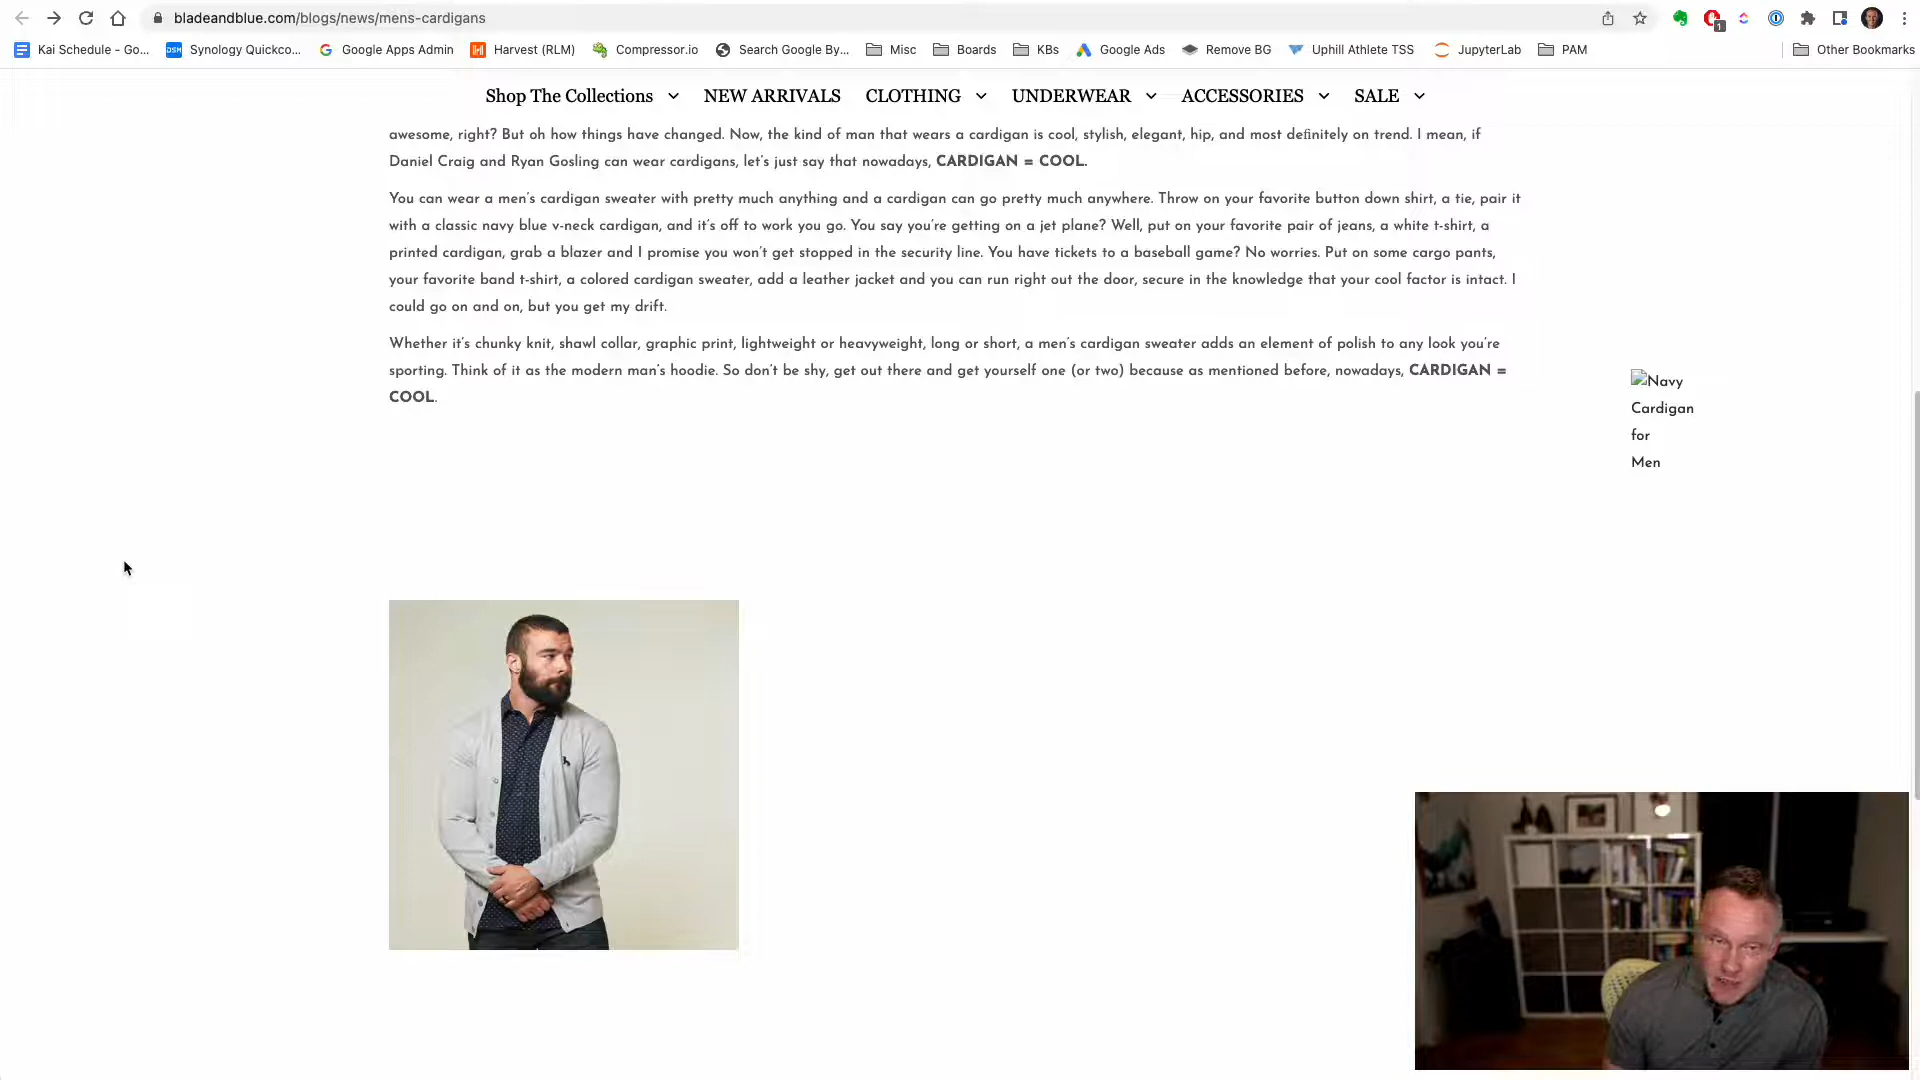 bladeandblue.com/blogs/news/mens-cardigans
1
Kai Schedule - Go...
DSM
Synology Quickco...
Google Apps Admin
Harvest (RLM)
Compressor.io
Search Google By...
Misc
Boards
KBs
Google Ads
Remove BG
Uphill Athlete TSS
JupyterLab
PAM
Other Bookmarks
Shop The Collections
NEW ARRIVALS
CLOTHING
UNDERWEAR
ACCESSORIES
SALE
awesome, right? But oh how things have changed. Now, the kind of man that wears a cardigan is cool, stylish, elegant, hip, and most definitely on trend. I mean, if
Daniel Craig and Ryan Gosling can wear cardigans, let's just say that nowadays, CARDIGAN = COOL.
You can wear a men's cardigan sweater with pretty much anything and a cardigan can go pretty much anywhere. Throw on your favorite button down shirt, a tie, pair it
with a classic navy blue v-neck cardigan, and it's off to work you go. You say you're getting on a jet plane? Well, put on your favorite pair of jeans, a white t-shirt, a
printed cardigan, grab a blazer and I promise you won't get stopped in the security line. You have tickets to a baseball game? No worries. Put on some cargo pants,
your favorite band t-shirt, a colored cardigan sweater, add a leather jacket and you can run right out the door, secure in the knowledge that your cool factor is intact. I
could go on and on, but you get my drift.
Whether it's chunky knit, shawl collar, graphic print, lightweight or heavyweight, long or short, a men's cardigan sweater adds an element of polish to any look you're
sporting. Think of it as the modern man's hoodie. So don't be shy, get out there and get yourself one (or two) because as mentioned before, nowadays, CARDIGAN =
COOL.
Navy
Cardigan
for
Men